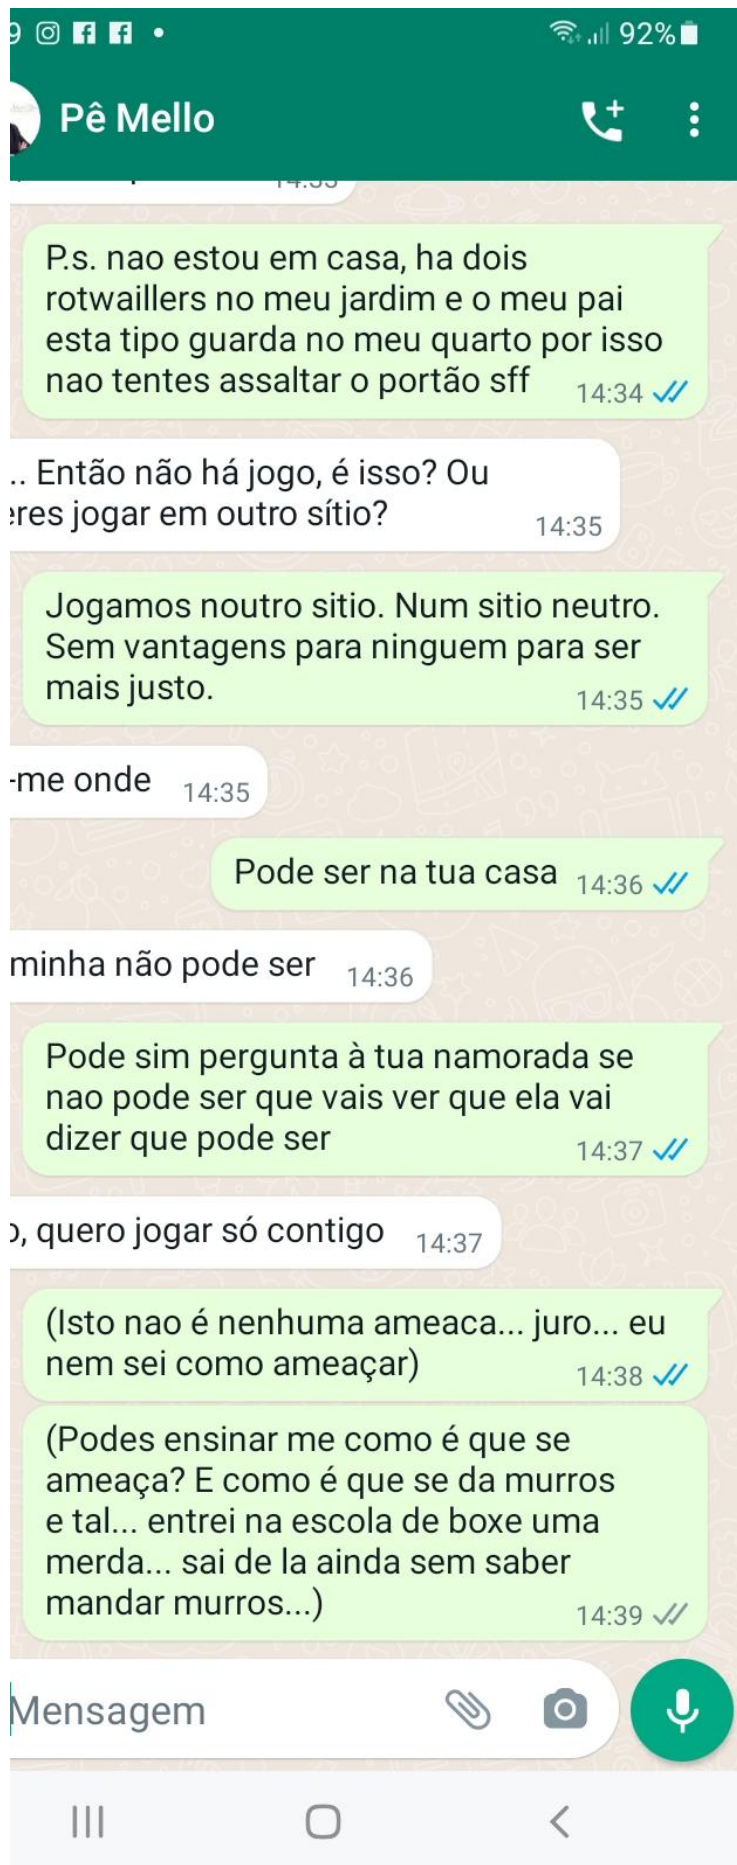 9 92%
Pê Mello
14:33
P.s. nao estou em casa, ha dois
rotwaillers no meu jardim e o meu pai
esta tipo guarda no meu quarto por isso
nao tentes assaltar o portão sff 14:34
.. Então não há jogo, é isso? Ou
eres jogar em outro sítio? 14:35
Jogamos noutro sitio. Num sitio neutro.
Sem vantagens para ninguem para ser
mais justo. 14:35
-me onde 14:35
Pode ser na tua casa 14:36
minha não pode ser 14:36
Pode sim pergunta à tua namorada se
nao pode ser que vais ver que ela vai
dizer que pode ser 14:37
o, quero jogar só contigo 14:37
(Isto nao é nenhuma ameaca... juro... eu
nem sei como ameaçar) 14:38
(Podes ensinar me como é que se
ameaça? E como é que se da murros
e tal... entrei na escola de boxe uma
merda... sai de la ainda sem saber
mandar murros...) 14:39
Mensagem